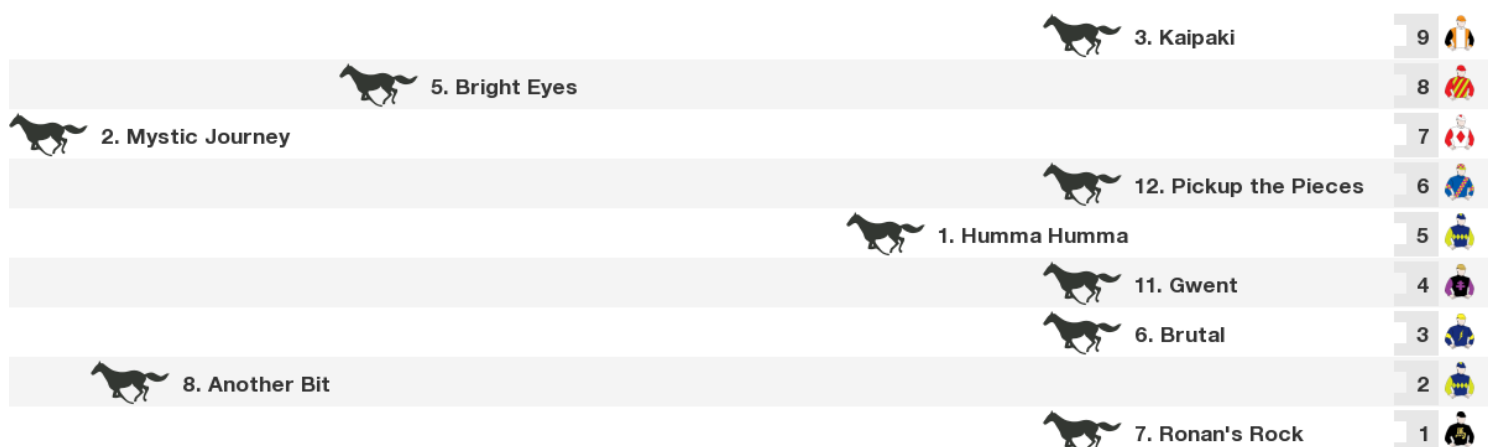 3. Kaipaki 9
5. Bright Eyes 8
2. Mystic Journey 7
12. Pickup the Pieces 6
1. Humma Humma 5
11. Gwent 4
6. Brutal 3
8. Another Bit 2
7. Ronan's Rock 1